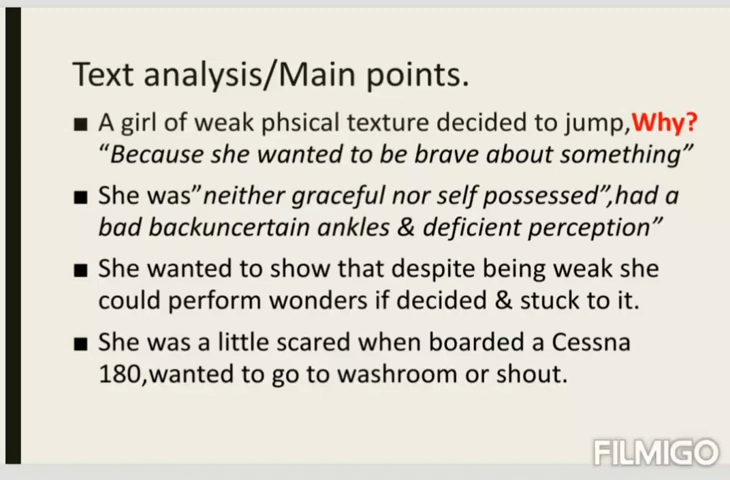 Text analysis/Main points.
■ A girl of weak phsical texture decided to jump,Why?
“Because she wanted to be brave about something”
■ She was”neither graceful nor self possessed”,had a
bad backuncertain ankles & deficient perception”
■ She wanted to show that despite being weak she
could perform wonders if decided & stuck to it.
■ She was a little scared when boarded a Cessna
180,wanted to go to washroom or shout.
FILMIGO